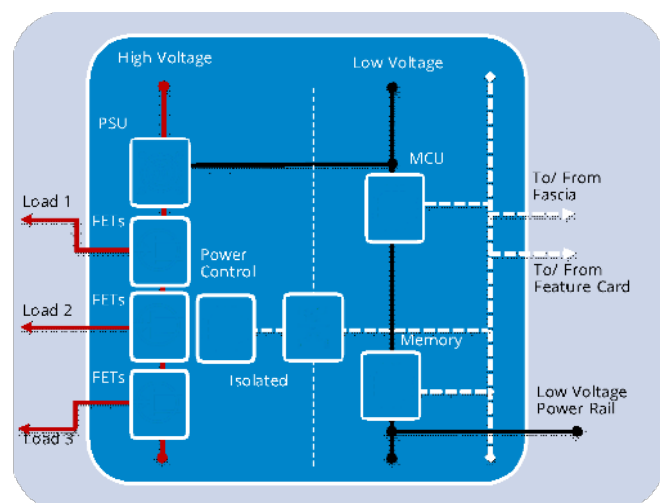 High Voltage
Low Voltage
PSU
MCU
To/ From
Fascia
Load 1
FETs
Power
Control
To/ From
Feature Card
Load 2
FETs
Memory
Isolated
FETs
Low Voltage
Power Rail
Load 3